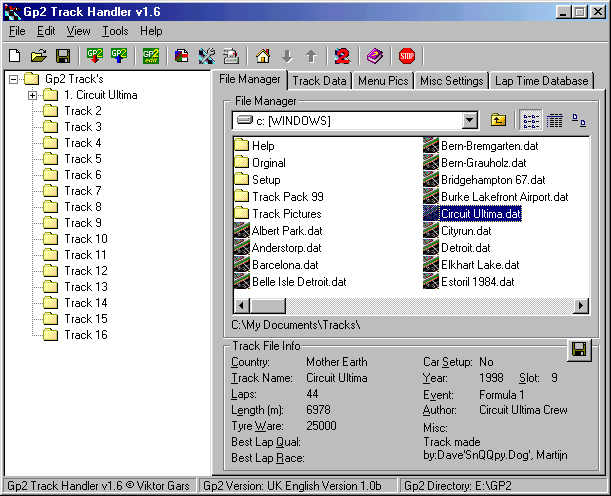 Gp2 Track Handler v1.6
File Edit View Tools Help
GP2 GP2 GP2 edit STOP
Gp2 Track's
1. Circuit Ultima
Track 2
Track 3
Track 4
Track 5
Track 6
Track 7
Track 8
Track 9
Track 10
Track 11
Track 12
Track 13
Track 14
Track 15
Track 16
File Manager Track Data Menu Pics Misc Settings Lap Time Database
File Manager
c: [WINDOWS]
Help
Orginal
Setup
Track Pack 99
Track Pictures
Albert Park.dat
Anderstorp.dat
Barcelona.dat
Belle Isle Detroit.dat
Bern-Bremgarten.dat
Bern-Grauholz.dat
Bridgehampton 67.dat
Burke Lakefront Airport.dat
Circuit Ultima.dat
Cityrun.dat
Detroit.dat
Elkhart Lake.dat
Estoril 1984.dat
C:\My Documents\Tracks\
Track File Info
Country: Mother Earth
Track Name: Circuit Ultima
Laps: 44
Length (m): 6978
Tyre Ware: 25000
Best Lap Qual:
Best Lap Race:
Car Setup: No
Year: 1998 Slot: 9
Event: Formula 1
Author: Circuit Ultima Crew
Misc:
Track made
by:Dave'SnQQpy.Dog', Martijn
Gp2 Track Handler v1.6 © Viktor Gars
Gp2 Version: UK English Version 1.0b
Gp2 Directory: E:\GP2